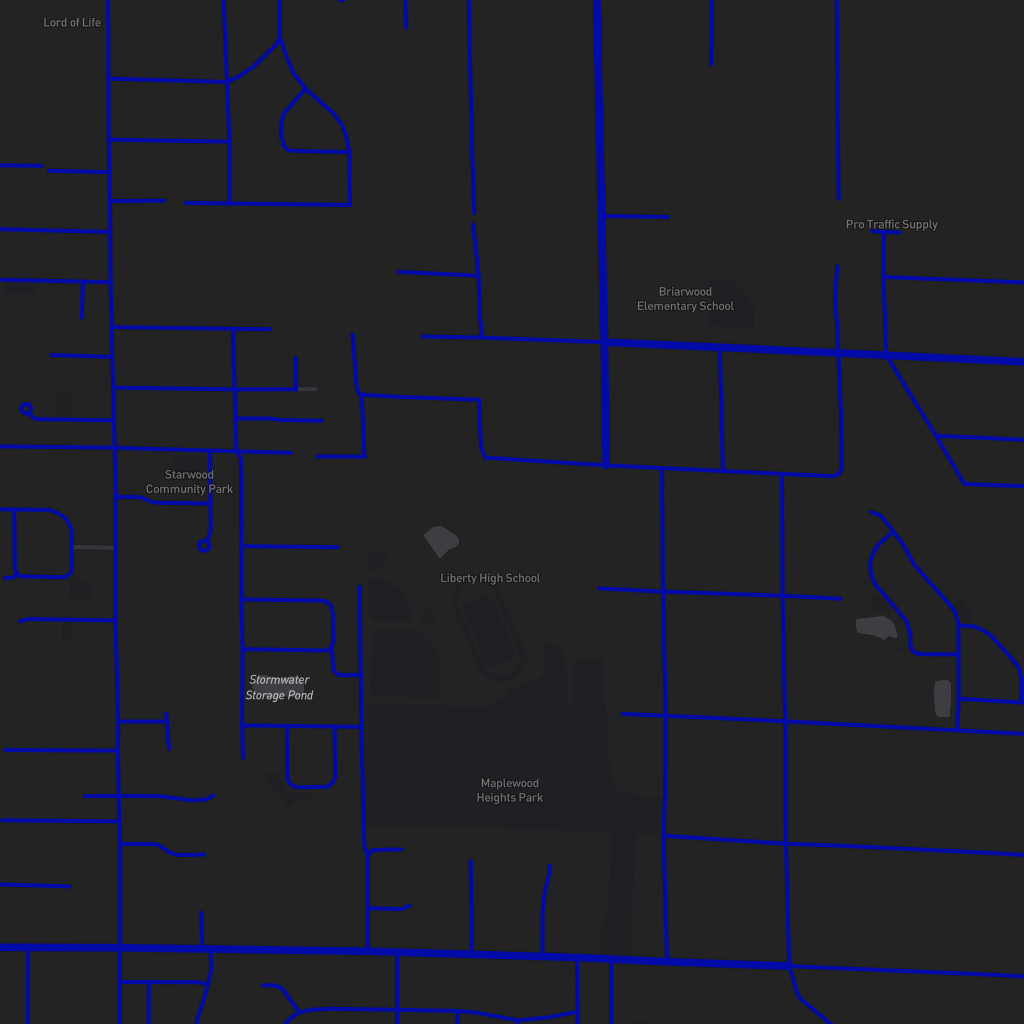 Lord of Life
Pro Traffic Supply
Briarwood
Elementary School
Starwood
Community Park
Liberty High School
Stormwater
Storage Pond
Maplewood
Heights Park